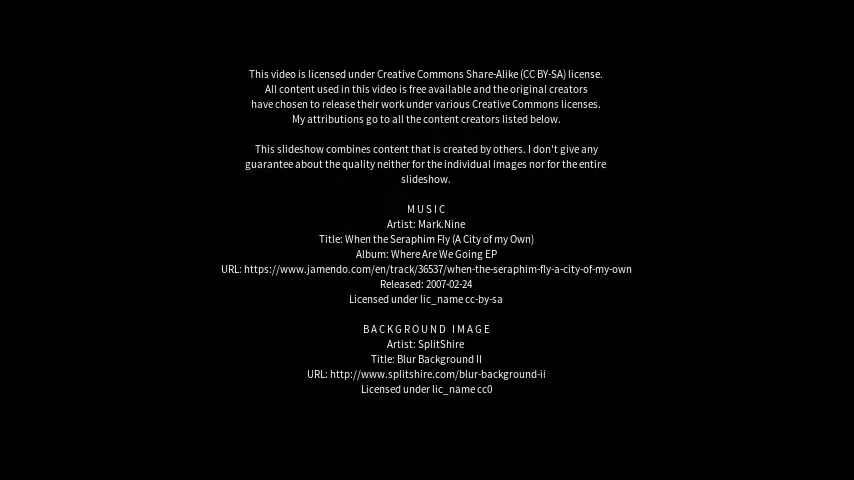 This video is licensed under Creative Commons Share-Alike (CC BY-SA) license.
All content used in this video is free available and the original creators
have chosen to release their work under various Creative Commons licenses.
My attributions go to all the content creators listed below.
This slideshow combines content that is created by others. I don't give any
guarantee about the quality neither for the individual images nor for the entire
slideshow.
MUSIC
Artist: Mark.Nine
Title: When the Seraphim Fly (A City of my Own)
Album: Where Are We Going EP
URL: https://www.jamendo.com/en/track/36537/when-the-seraphim-fly-a-city-of-my-own
Released: 2007-02-24
Licensed under lic_name cc-by-sa
BACKGROUND IMAGE
Artist: SplitShire
Title: Blur Background II
URL: http://www.splitshire.com/blur-background-ii
Licensed under lic_name cc0